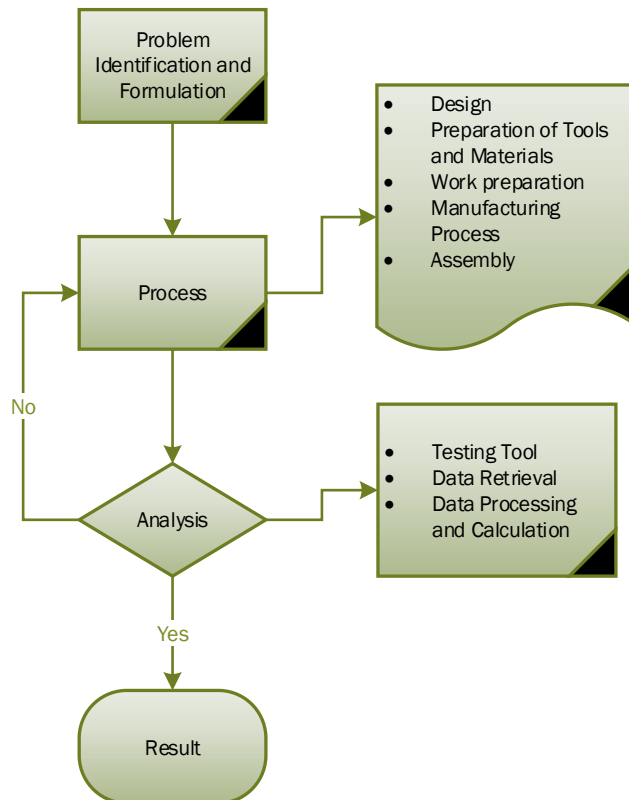 Problem
Identification and
Formulation
• Design
• Preparation of Tools
and Materials
• Work preparation
• Manufacturing
Process
• Assembly
Process
No
• Testing Tool
• Data Retrieval
• Data Processing
and Calculation
Analysis
Yes
Result